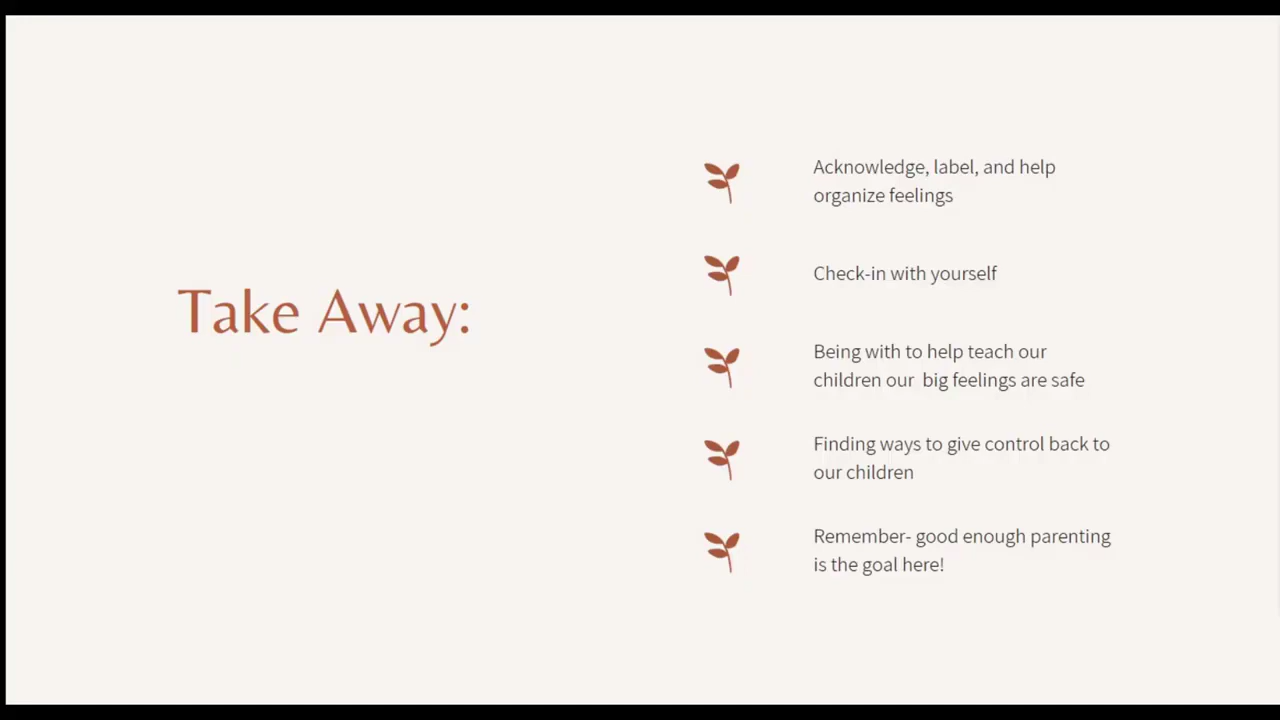 Take Away:
Acknowledge, label, and help
organize feelings
Check-in with yourself
Being with to help teach our
children our  big feelings are safe
Finding ways to give control back to
our children
Remember- good enough parenting
is the goal here!